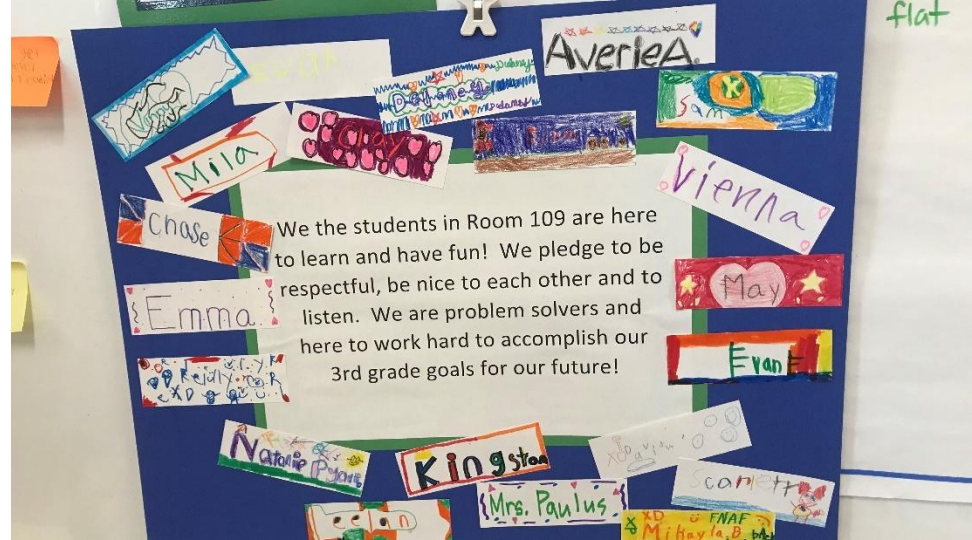 flat
AverieA.
Delaney
Sam
Mila
Vienna
Chase
We the students in Room 109 are here
to learn and have fun! We pledge to be
respectful, be nice to each other and to
listen. We are problem solvers and
here to work hard to accomplish our
3rd grade goals for our future!
May
Emma
Evan E
Natalie
Kingston
Mrs. Paulus
Scarlett
XD FNAF
Mikayla.B.